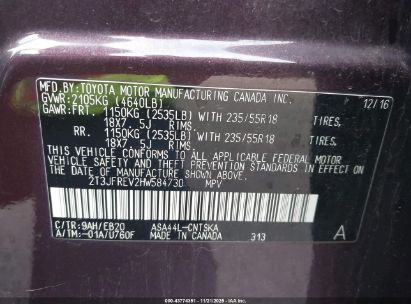 MFD.BY:TOYOTA MOTOR MANUFACTURING CANADA INC. 12/16
GVWR:2105KG (4640LB)
GAWR:FRT. 1150KG (2535LB) WITH 235/55R18 TIRES,
18X7.5J RIMS.
RR. 1150KG (2535LB) WITH 235/55R18 TIRES,
18X7.5J RIMS.
THIS VEHICLE CONFORMS TO ALL APPLICABLE FEDERAL MOTOR
VEHICLE SAFETY AND THEFT PREVENTION STANDARDS IN
EFFECT ON THE DATE OF MANUFACTURE SHOWN ABOVE.
2T3JFREV2HW584730 MPV
C/TR:9AH/EB20 ASA44L-CNTSKA
A/TM:-01A/U760F MADE IN CANADA 313 A